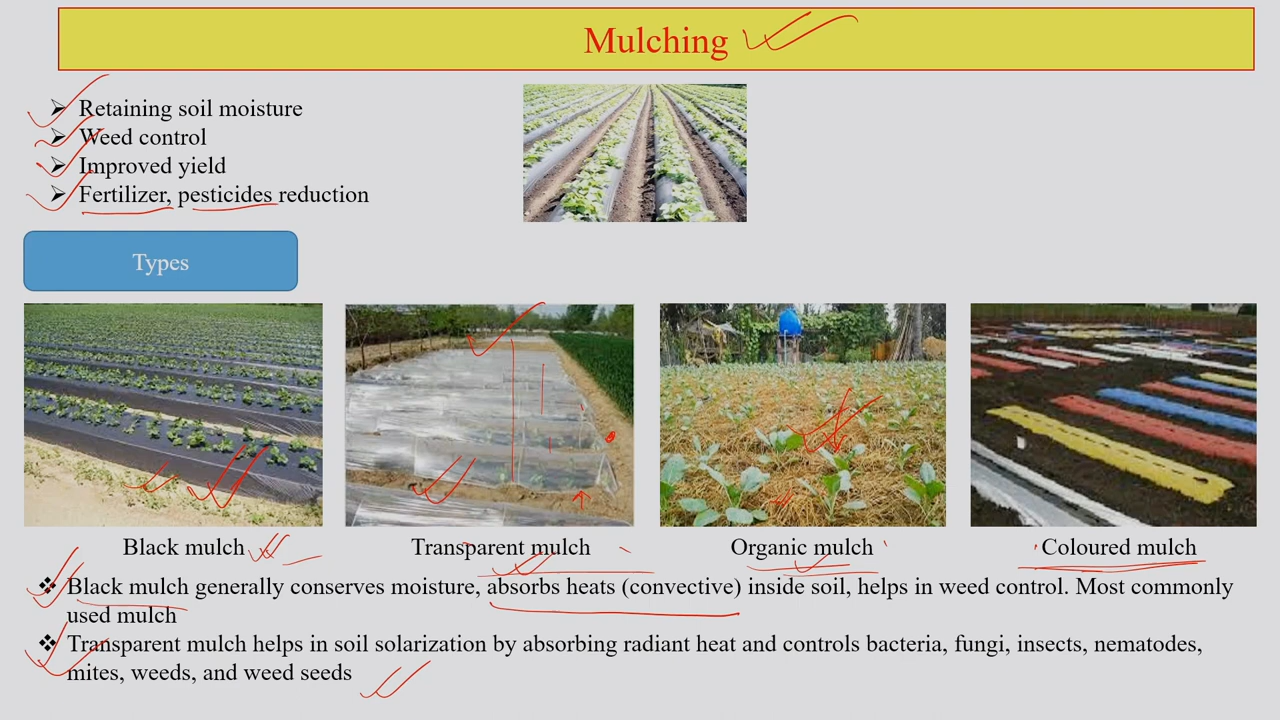 Mulching
Retaining soil moisture
Weed control
Improved yield
Fertilizer, pesticides reduction
Types
Black mulch
Transparent mulch
Organic mulch
Coloured mulch
Black mulch generally conserves moisture, absorbs heats (convective) inside soil, helps in weed control. Most commonly
used mulch
Transparent mulch helps in soil solarization by absorbing radiant heat and controls bacteria, fungi, insects, nematodes,
mites, weeds, and weed seeds